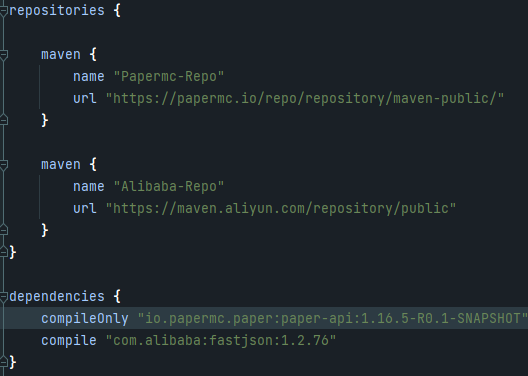 repositories {
maven {
name "Papermc-Repo"
url "https://papermc.io/repo/repository/maven-public/"
}
maven {
name "Alibaba-Repo"
url "https://maven.aliyun.com/repository/public"
}
}
dependencies {
compileOnly "io.papermc.paper:paper-api:1.16.5-R0.1-SNAPSHOT"
compile "com.alibaba:fastjson:1.2.76"
}